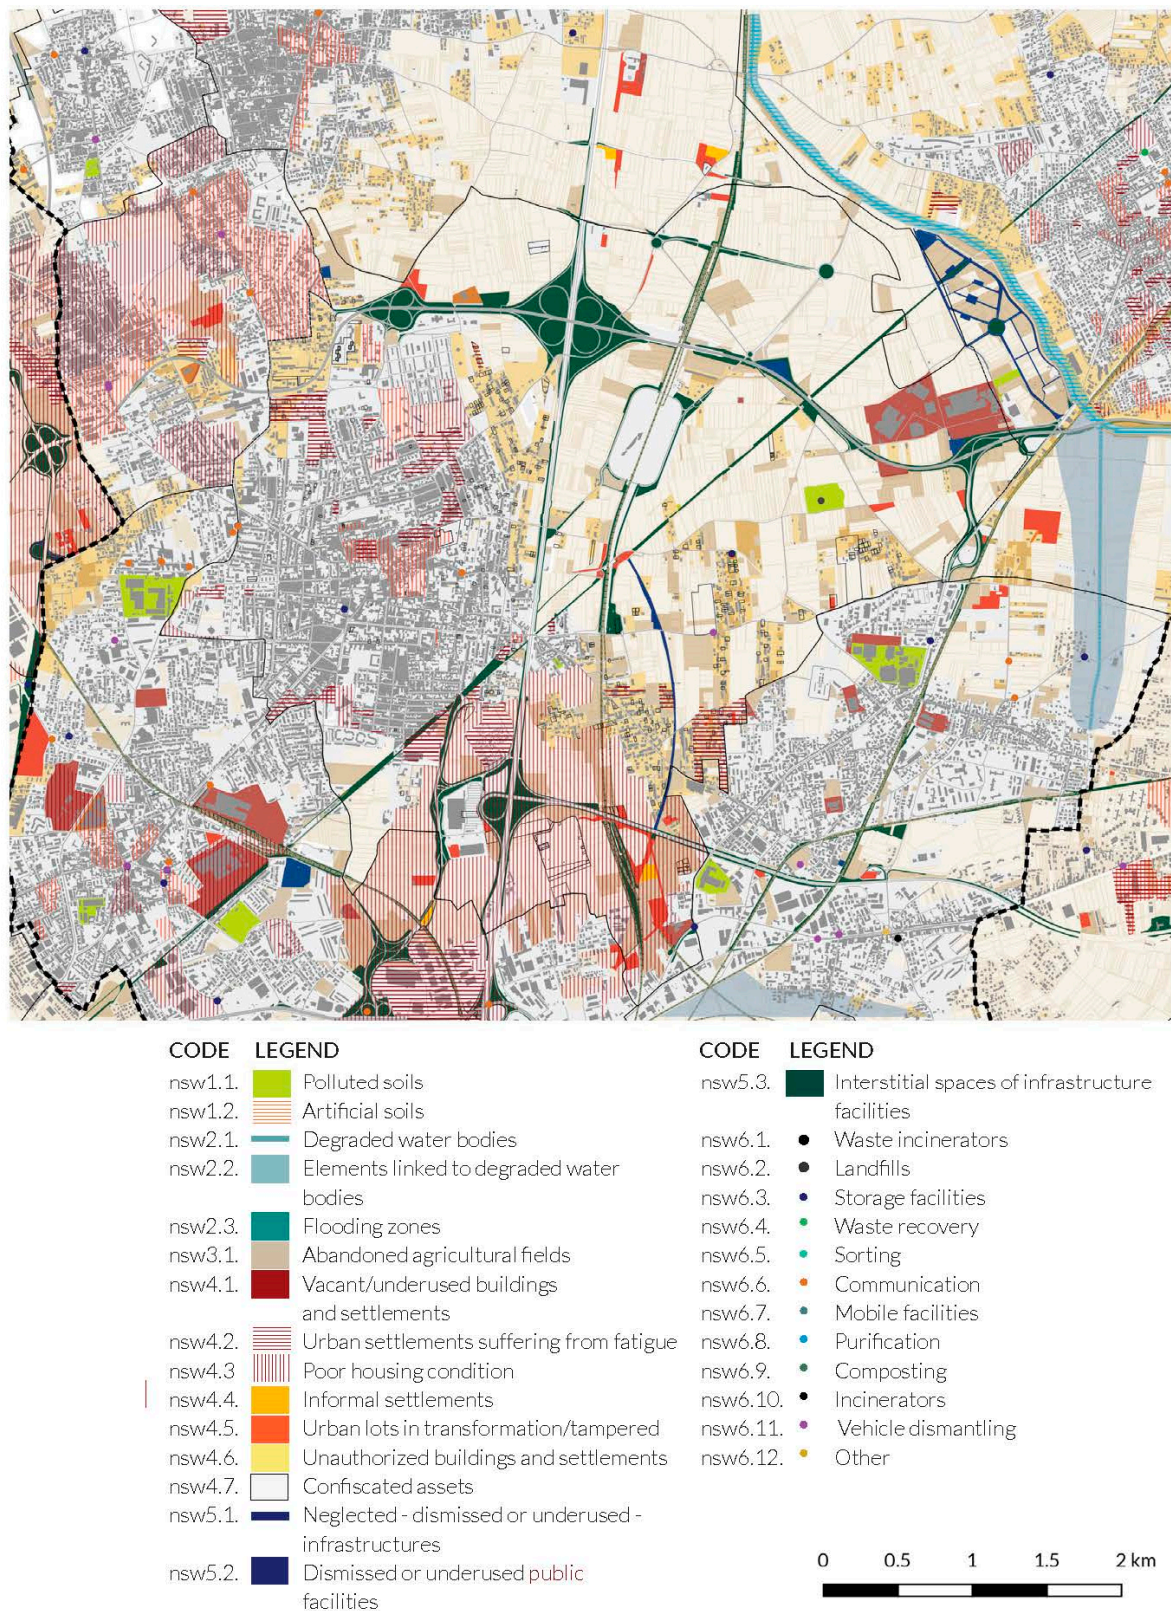 CODE LEGEND
nsw1.1. Polluted soils
nsw1.2. Artificial soils
nsw2.1. Degraded water bodies
nsw2.2. Elements linked to degraded water
bodies
nsw2.3. Flooding zones
nsw3.1. Abandoned agricultural fields
nsw4.1. Vacant/underused buildings
and settlements
nsw4.2. Urban settlements suffering from fatigue
nsw4.3 Poor housing condition
nsw4.4. Informal settlements
nsw4.5. Urban lots in transformation/tampered
nsw4.6. Unauthorized buildings and settlements
nsw4.7. Confiscated assets
nsw5.1. Neglected - dismissed or underused -
infrastructures
nsw5.2. Dismissed or underused public
facilities
CODE LEGEND
nsw5.3. Interstitial spaces of infrastructure
facilities
nsw6.1. Waste incinerators
nsw6.2. Landfills
nsw6.3. Storage facilities
nsw6.4. Waste recovery
nsw6.5. Sorting
nsw6.6. Communication
nsw6.7. Mobile facilities
nsw6.8. Purification
nsw6.9. Composting
nsw6.10. Incinerators
nsw6.11. Vehicle dismantling
nsw6.12. Other
0 0.5 1 1.5 2 km